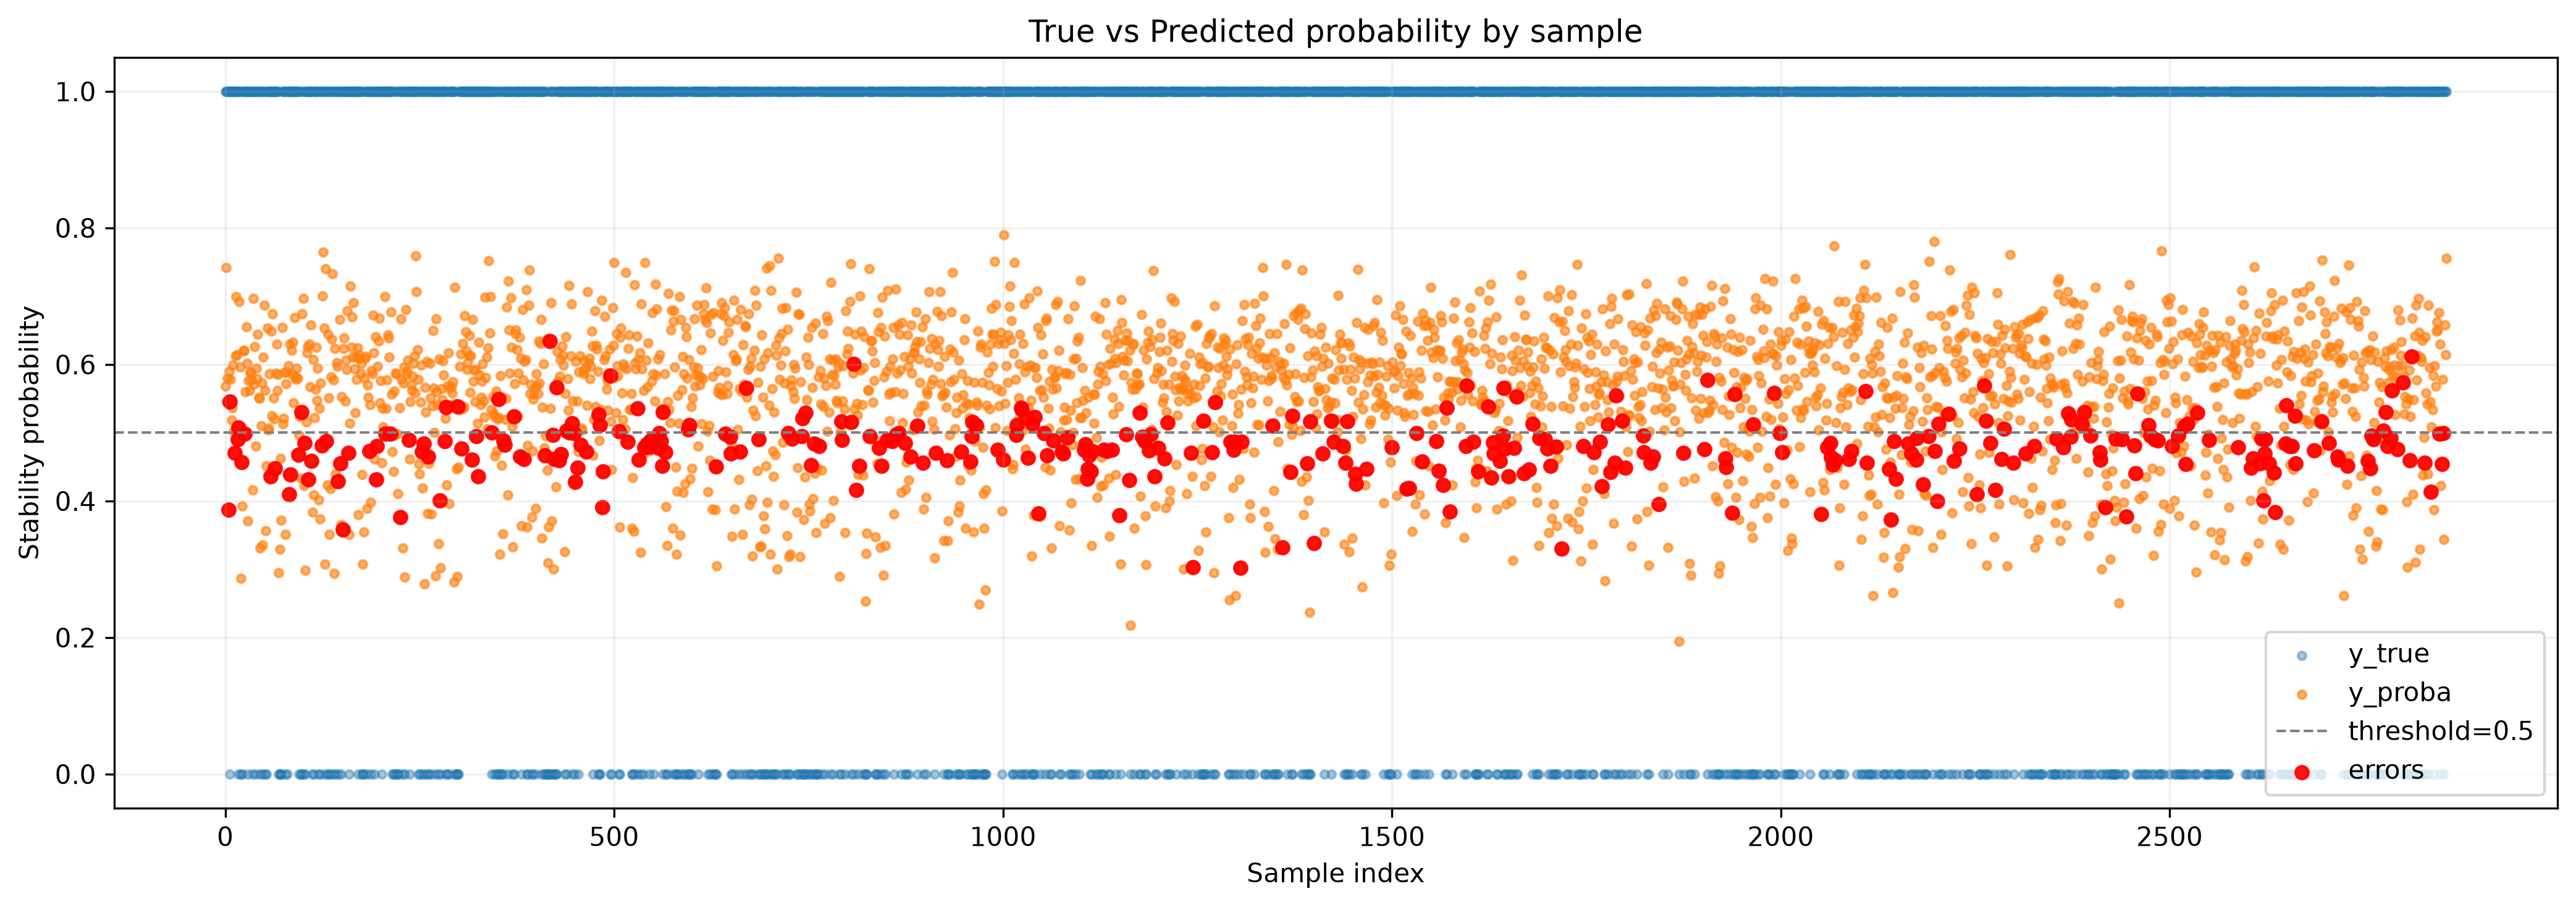 True vs Predicted probability by sample
Stability probability
1.0
0.8
0.6
0.4
0.2
0.0
0
500
1000
1500
2000
2500
Sample index
y_true
y_proba
threshold=0.5
errors